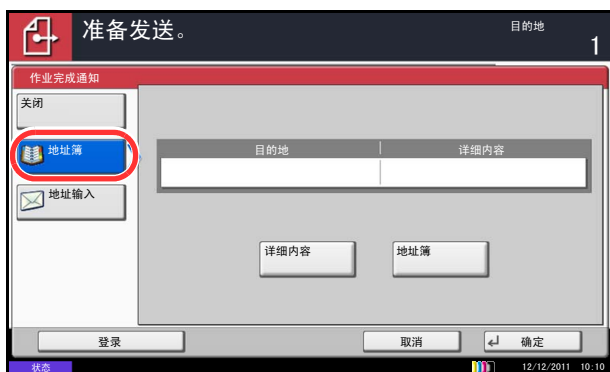 准备发送。
目的地
1
作业完成通知
关闭
地址簿
地址输入
目的地 详细内容
详细内容 地址簿
登录 取消 确定
状态 12/12/2011 10:10